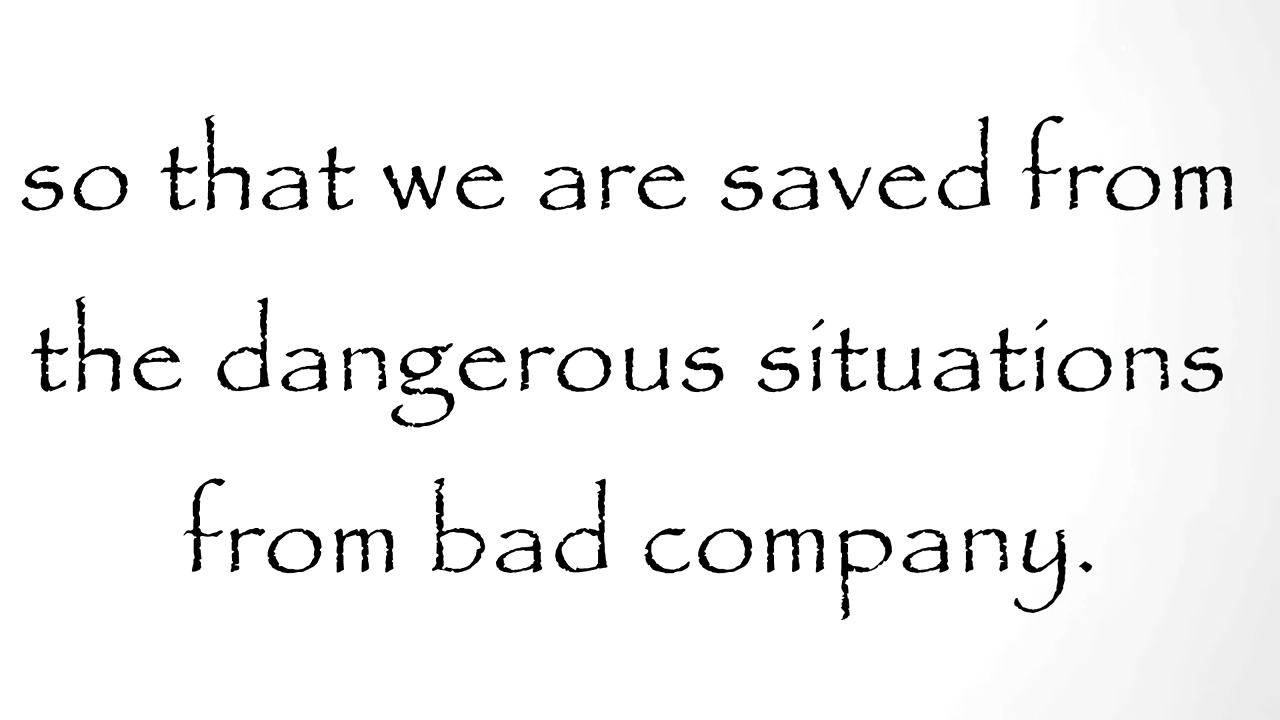 so that we are saved from
the dangerous situations
from bad company.